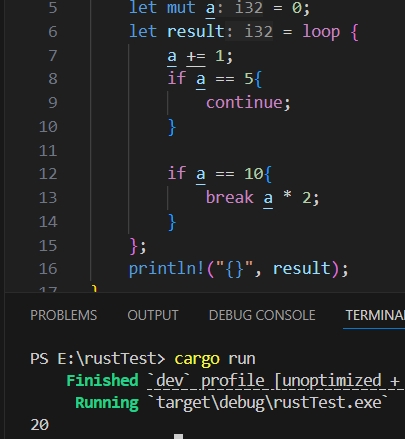 5 let mut a: i32 = 0;
6 let result: i32 = loop {
7 a += 1;
8 if a == 5{
9 continue;
10 }
11
12 if a == 10{
13 break a * 2;
14 }
15 };
16 println!("{}", result);
17 }
PROBLEMS OUTPUT DEBUG CONSOLE TERMINA
PS E:\rustTest> cargo run
Finished `dev` profile [unoptimized +
Running `target\debug\rustTest.exe`
20